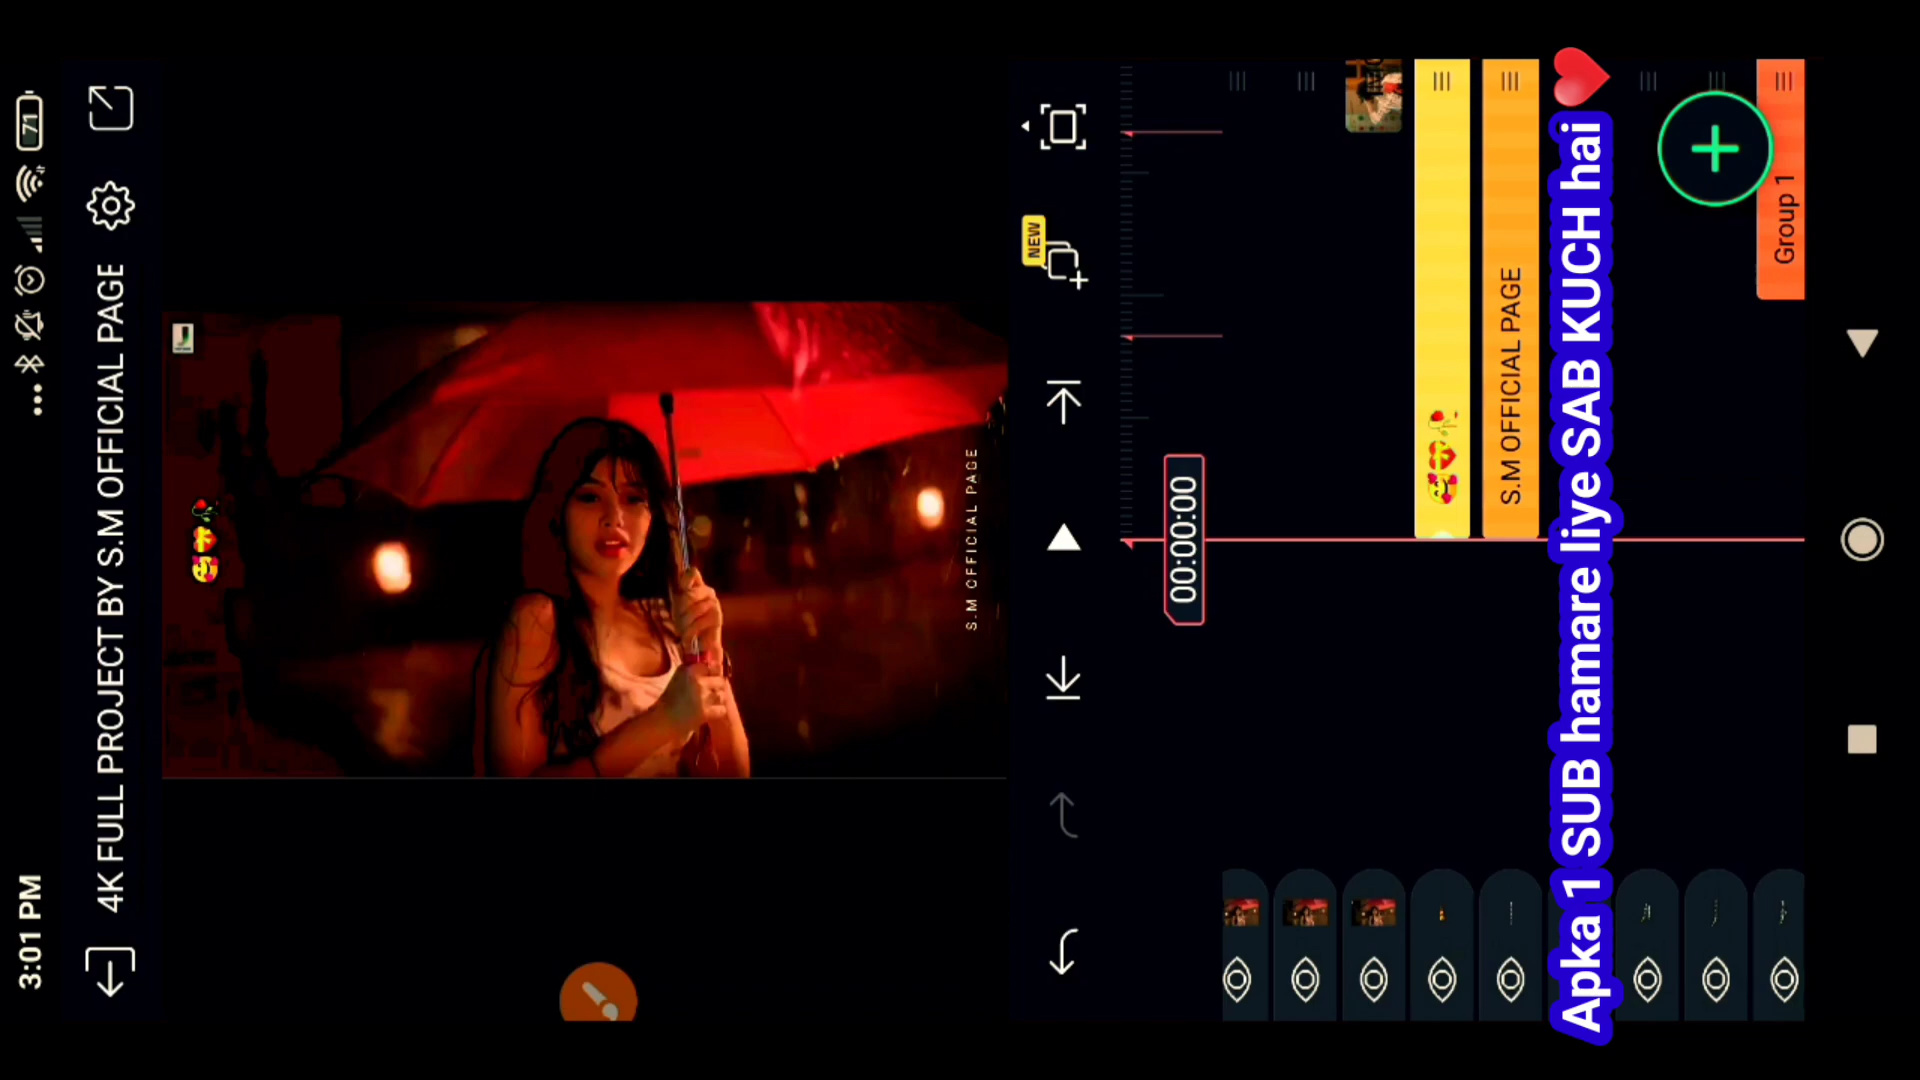 3:01 PM
71
4K FULL PROJECT BY S.M OFFICIAL PAGE
S.M OFFICIAL PAGE
NEW
00:00:00
S.M OFFICIAL PAGE
Apka 1 SUB hamare liye SAB KUCH hai
Group 1